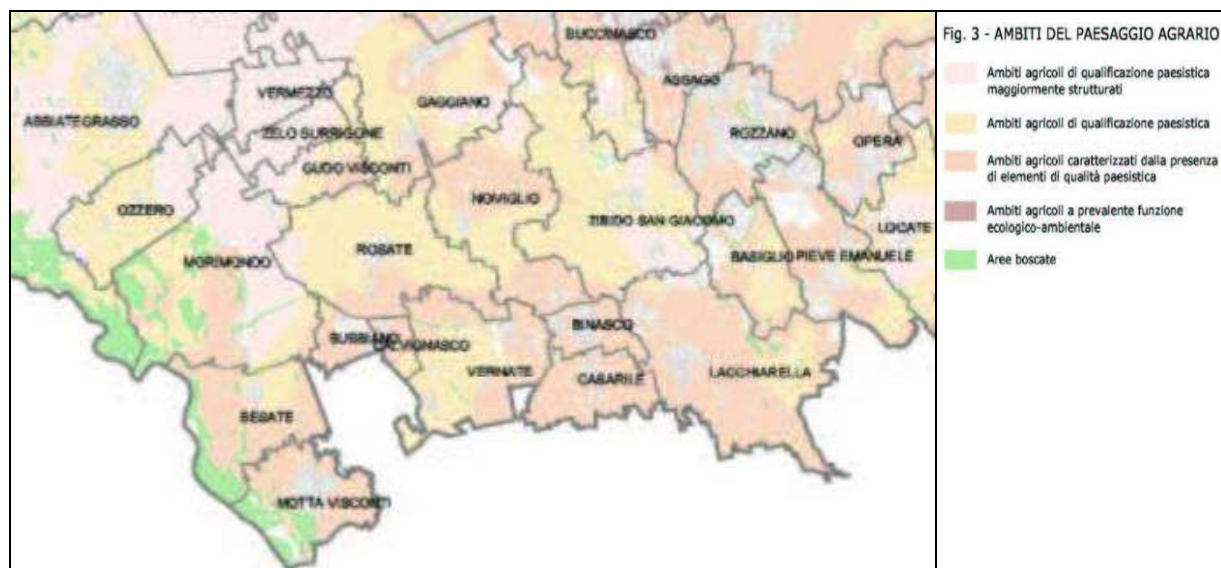 BUCCINASCO
ASSAGO
VERMEZZO
GAGGIANO
ABBIATEGRASSO
ZELO SURRIGONE
ROZZANO
OPERA
GUDO VISCONTI
NOVIGLIO
OZZERO
ZIBIDO SAN GIACOMO
LOCATE
ROSATE
BASIGLIO
PIEVE EMANUELE
MORIMONDO
BINASCO
BUBBIANO
CALVIGNASCO
VERNATE
CASARILE
LACCHIARELLA
BESATE
MOTTA VISCONTI
Fig. 3 - AMBITI DEL PAESAGGIO AGRARIO
Ambiti agricoli di qualificazione paesistica
maggiormente strutturati
Ambiti agricoli di qualificazione paesistica
Ambiti agricoli caratterizzati dalla presenza
di elementi di qualità paesistica
Ambiti agricoli a prevalente funzione
ecologico-ambientale
Aree boscate